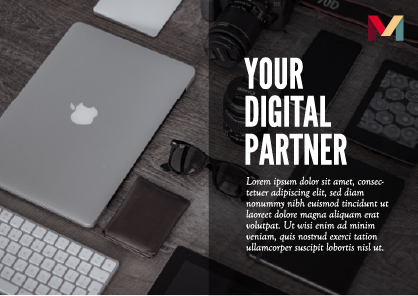 70D
YOUR
DIGITAL
PARTNER
Lorem ipsum dolor sit amet, consec-
tetuer adipiscing elit, sed diam
nonummy nibh euismod tincidunt ut
laoreet dolore magna aliquam erat
volutpat. Ut wisi enim ad minim
veniam, quis nostrud exerci tation
ullamcorper suscipit lobortis nisl ut.